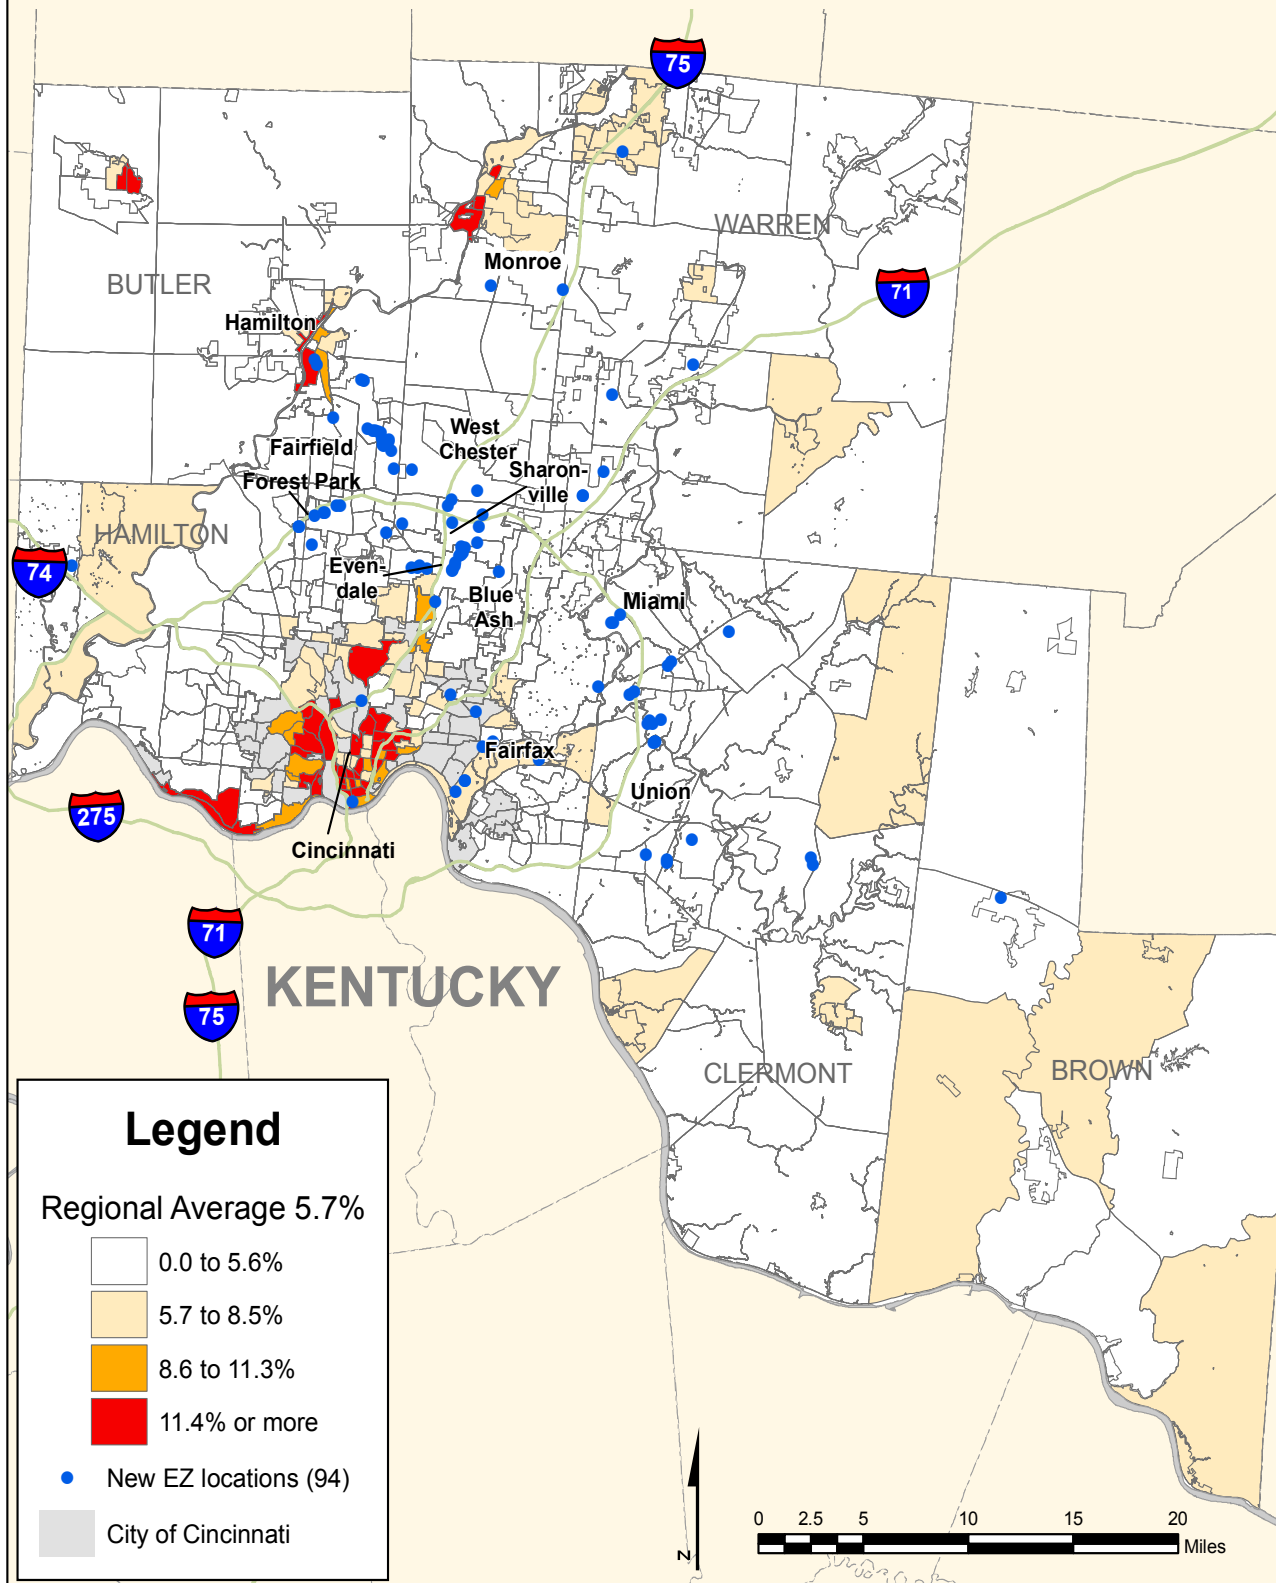 75
WARREN
71
BUTLER
Monroe
Hamilton
West
Chester
Fairfield
Sharon-
ville
Forest Park
HAMILTON
74
Even-
dale
Blue
Ash
Miami
Fairfax
Union
275
Cincinnati
71
KENTUCKY
75
CLERMONT
BROWN
Legend
Regional Average 5.7%
0.0 to 5.6%
5.7 to 8.5%
8.6 to 11.3%
11.4% or more
New EZ locations (94)
City of Cincinnati
N
0 2.5 5 10 15 20
Miles